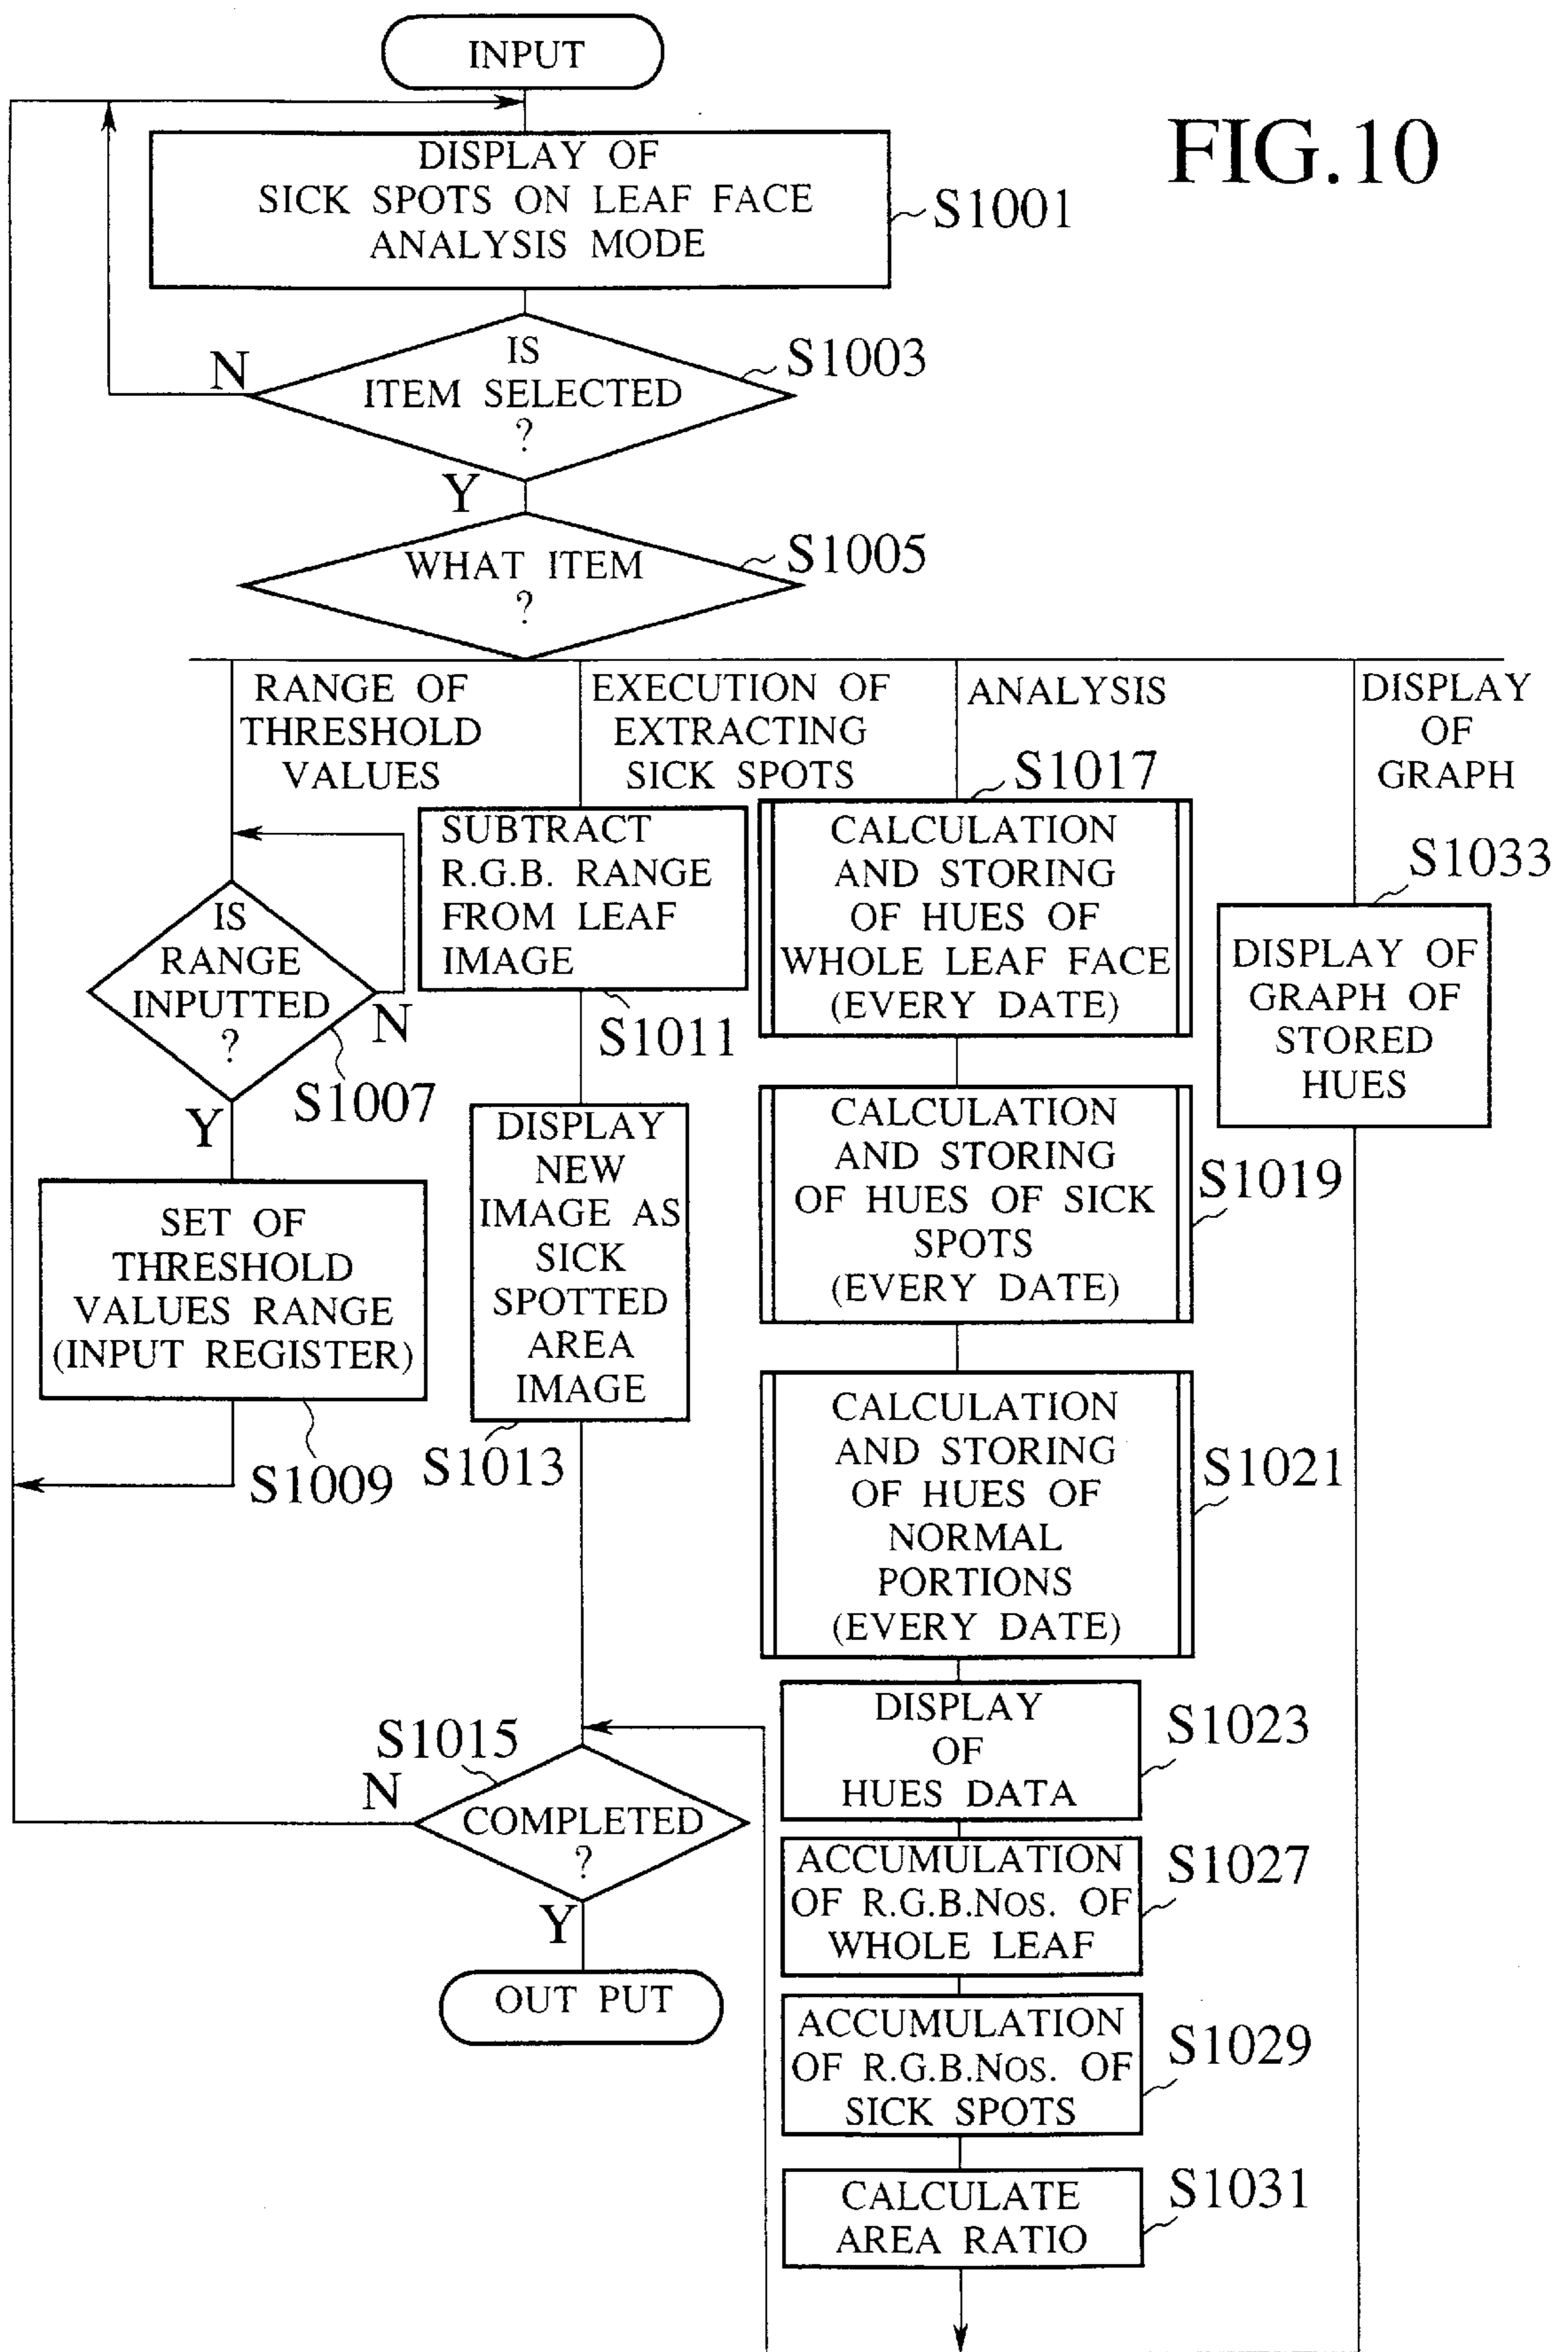 INPUT
FIG.10
DISPLAY OF
SICK SPOTS ON LEAF FACE
ANALYSIS MODE
S1001
IS
ITEM SELECTED
?
S1003
N
Y
WHAT ITEM
?
S1005
RANGE OF
THRESHOLD
VALUES
EXECUTION OF
EXTRACTING
SICK SPOTS
ANALYSIS
DISPLAY
OF
GRAPH
IS
RANGE
INPUTTED
?
N
S1007
Y
SET OF
THRESHOLD
VALUES RANGE
(INPUT REGISTER)
S1009
SUBTRACT
R.G.B. RANGE
FROM LEAF
IMAGE
S1011
DISPLAY
NEW
IMAGE AS
SICK
SPOTTED
AREA
IMAGE
S1013
S1015
N
COMPLETED
?
Y
OUT PUT
S1017
CALCULATION
AND STORING
OF HUES OF
WHOLE LEAF FACE
(EVERY DATE)
CALCULATION
AND STORING
OF HUES OF SICK
SPOTS
(EVERY DATE)
S1019
CALCULATION
AND STORING
OF HUES OF
NORMAL
PORTIONS
(EVERY DATE)
S1021
DISPLAY
OF
HUES DATA
S1023
ACCUMULATION
OF R.G.B.NOS. OF
WHOLE LEAF
S1027
ACCUMULATION
OF R.G.B.NOS. OF
SICK SPOTS
S1029
CALCULATE
AREA RATIO
S1031
S1033
DISPLAY OF
GRAPH OF
STORED
HUES